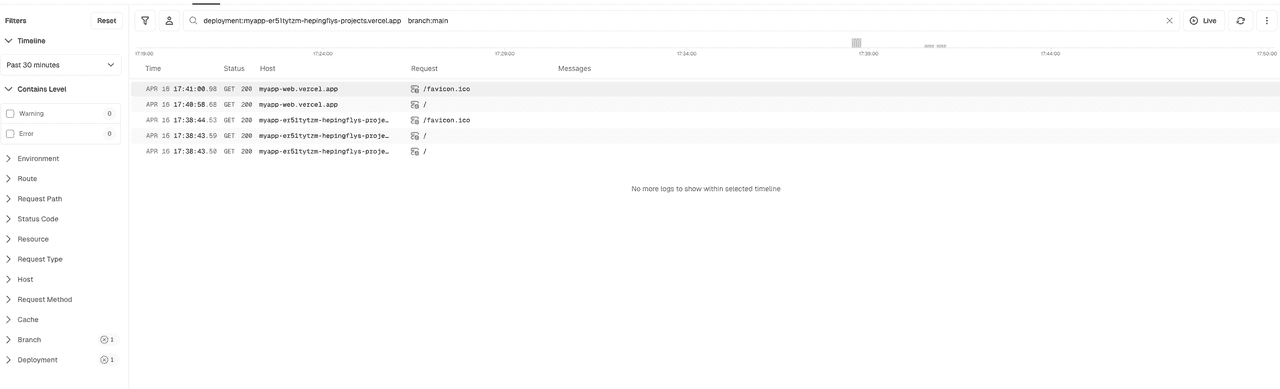 Filters
Reset
deployment:myapp-er51tytzm-hepingflys-projects.vercel.app branch:main
Live
Timeline
Past 30 minutes
17:19:00 17:24:00 17:29:00 17:34:00 17:39:00 17:44:00 17:50:00
Time Status Host Request Messages
Contains Level
Warning 0
Error 0
APR 16 17:41:00.98 GET 200 myapp-web.vercel.app /favicon.ico
APR 16 17:40:58.68 GET 200 myapp-web.vercel.app /
APR 16 17:38:44.53 GET 200 myapp-er51tytzm-hepingflys-proje… /favicon.ico
APR 16 17:38:43.59 GET 200 myapp-er51tytzm-hepingflys-proje… /
APR 16 17:38:43.50 GET 200 myapp-er51tytzm-hepingflys-proje… /
No more logs to show within selected timeline
Environment
Route
Request Path
Status Code
Resource
Request Type
Host
Request Method
Cache
Branch 1
Deployment 1